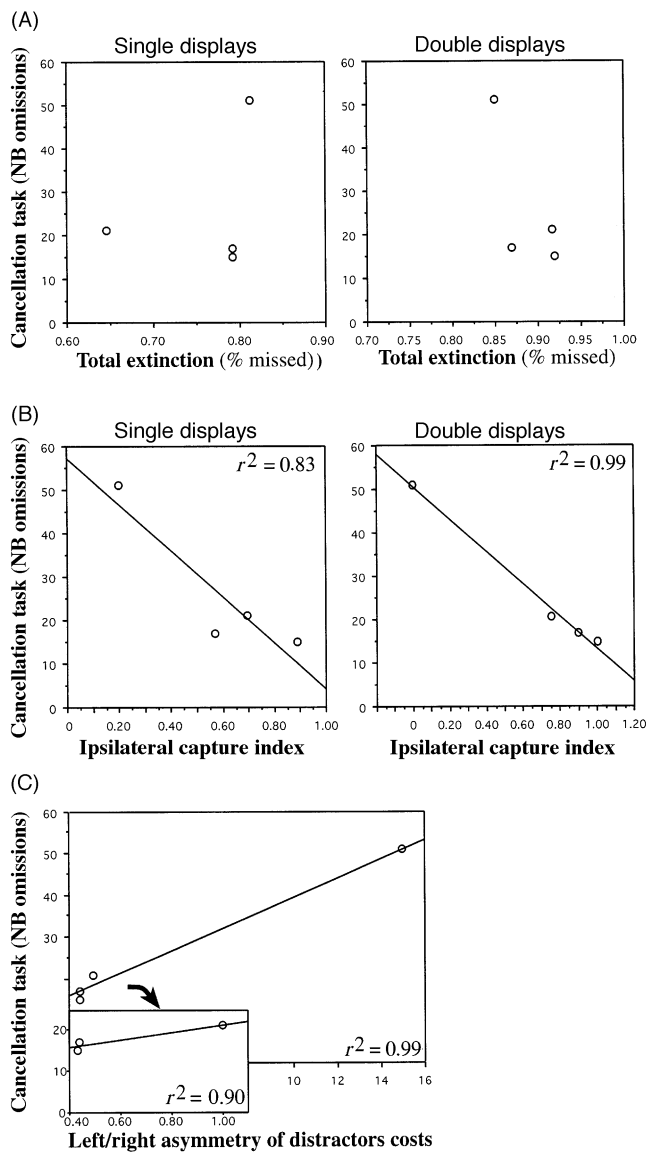 (A)
Single displays
Double displays
Cancellation task (NB omissions)
60
50
40
30
20
10
0
0.60 0.70 0.80 0.90
Total extinction (% missed))
60
50
40
30
20
10
0
0.70 0.75 0.80 0.85 0.90 0.95 1.00
Total extinction (% missed)
(B)
Single displays
Double displays
Cancellation task (NB omissions)
r² = 0.83
60
50
40
30
20
10
0
0 0.20 0.40 0.60 0.80 1.00
Ipsilateral capture index
r² = 0.99
60
50
40
30
20
10
0
0 0.20 0.40 0.60 0.80 1.00 1.20
Ipsilateral capture index
(C)
Cancellation task (NB omissions)
60
50
40
30
r² = 0.99
10 12 14 16
20
10
0
r² = 0.90
0.40 0.60 0.80 1.00
Left/right asymmetry of distractors costs